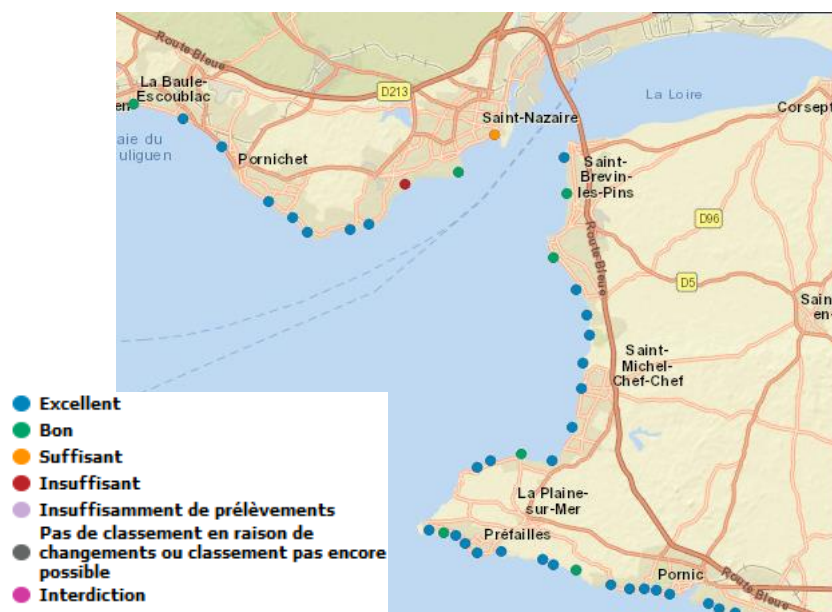 Route Bleue
La Baule-
Escoublac
en
D213
La Loire
Corsept
Saint-Nazaire
aie du
uliguen
Pornichet
Saint-
Brevin-
les-Pins
D96
Route Bleue
D5
Sain
en-
Saint-
Michel-
Chef-Chef
Excellent
Bon
Suffisant
Insuffisant
Insuffisamment de prélèvements
Pas de classement en raison de
changements ou classement pas encore
possible
Interdiction
La Plaine-
sur-Mer
Préfailles
Pornic
Route Bleue